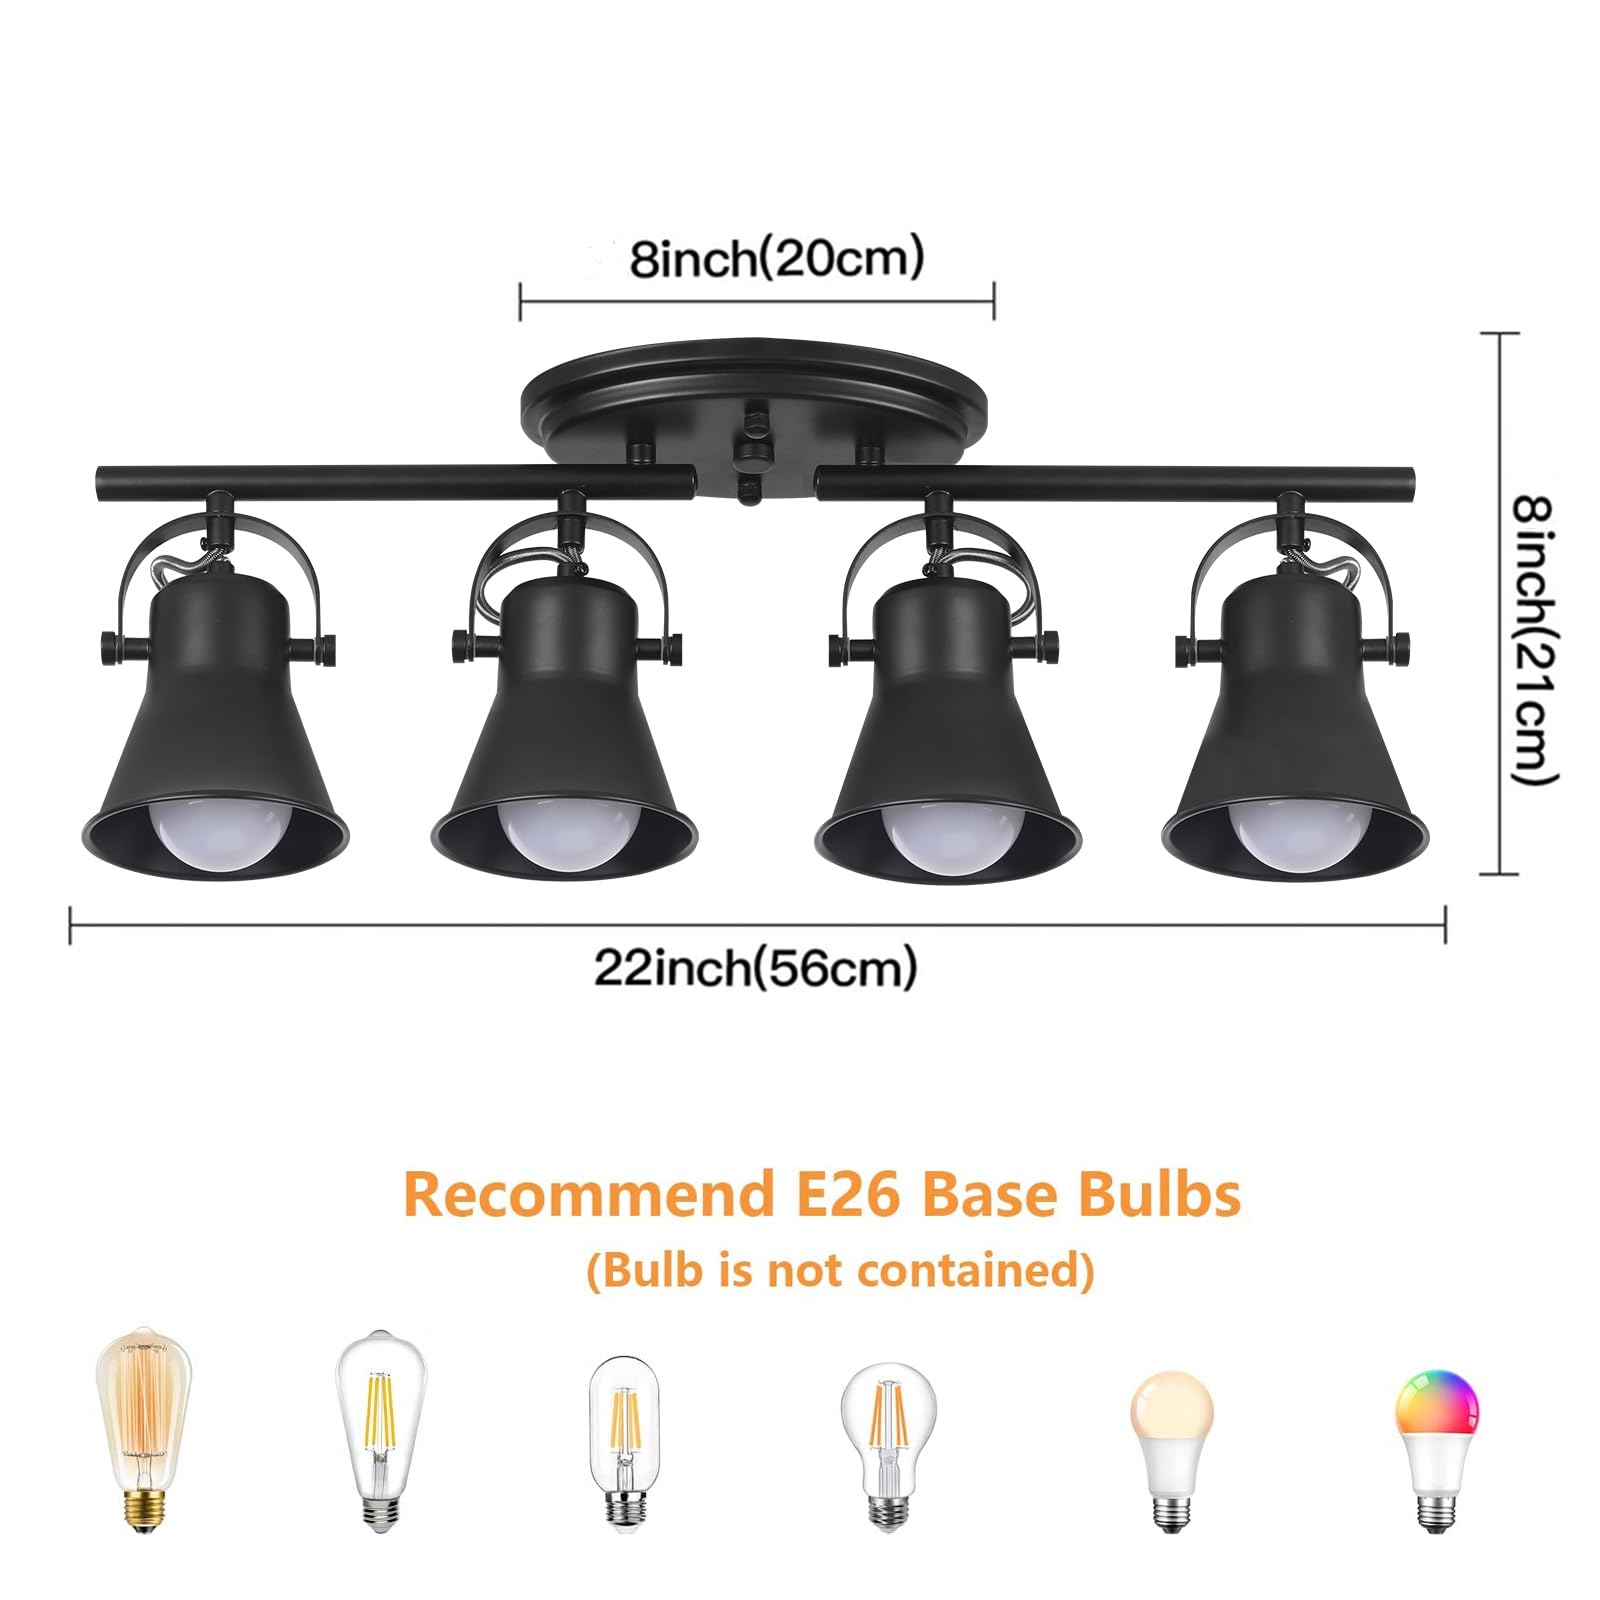 8inch(20cm)
8inch(21cm)
22inch(56cm)
Recommend E26 Base Bulbs
(Bulb is not contained)